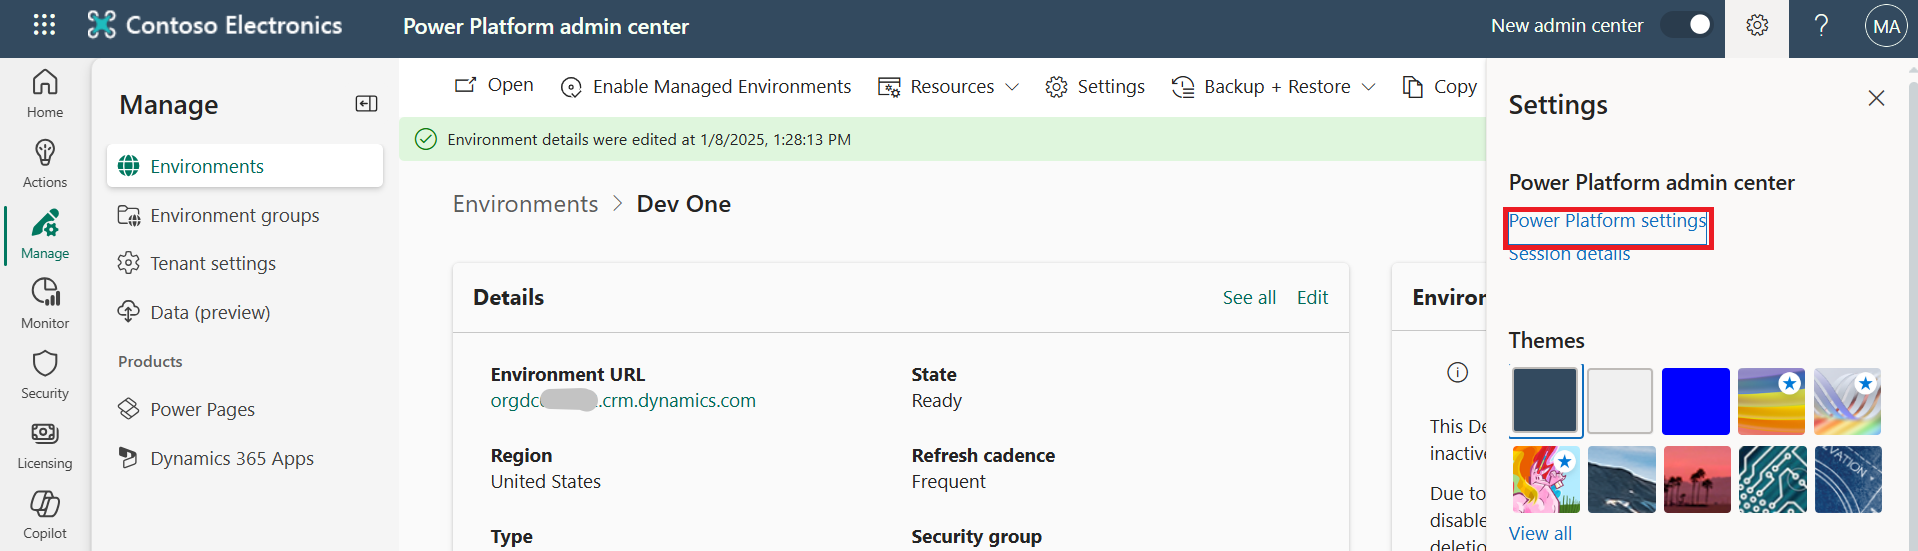 Contoso Electronics
Power Platform admin center
New admin center
?
MA
Home
Actions
Manage
Monitor
Security
Licensing
Copilot
Manage
Environments
Environment groups
Tenant settings
Data (preview)
Products
Power Pages
Dynamics 365 Apps
Open
Enable Managed Environments
Resources
Settings
Backup + Restore
Copy
Environment details were edited at 1/8/2025, 1:28:13 PM
Environments > Dev One
Details
See all
Edit
Environment URL
orgdc .crm.dynamics.com
State
Ready
Region
United States
Refresh cadence
Frequent
Type
Security group
Environ
This De
inactive
Due to
disable
deletio
Settings
Power Platform admin center
Power Platform settings
Session details
Themes
View all